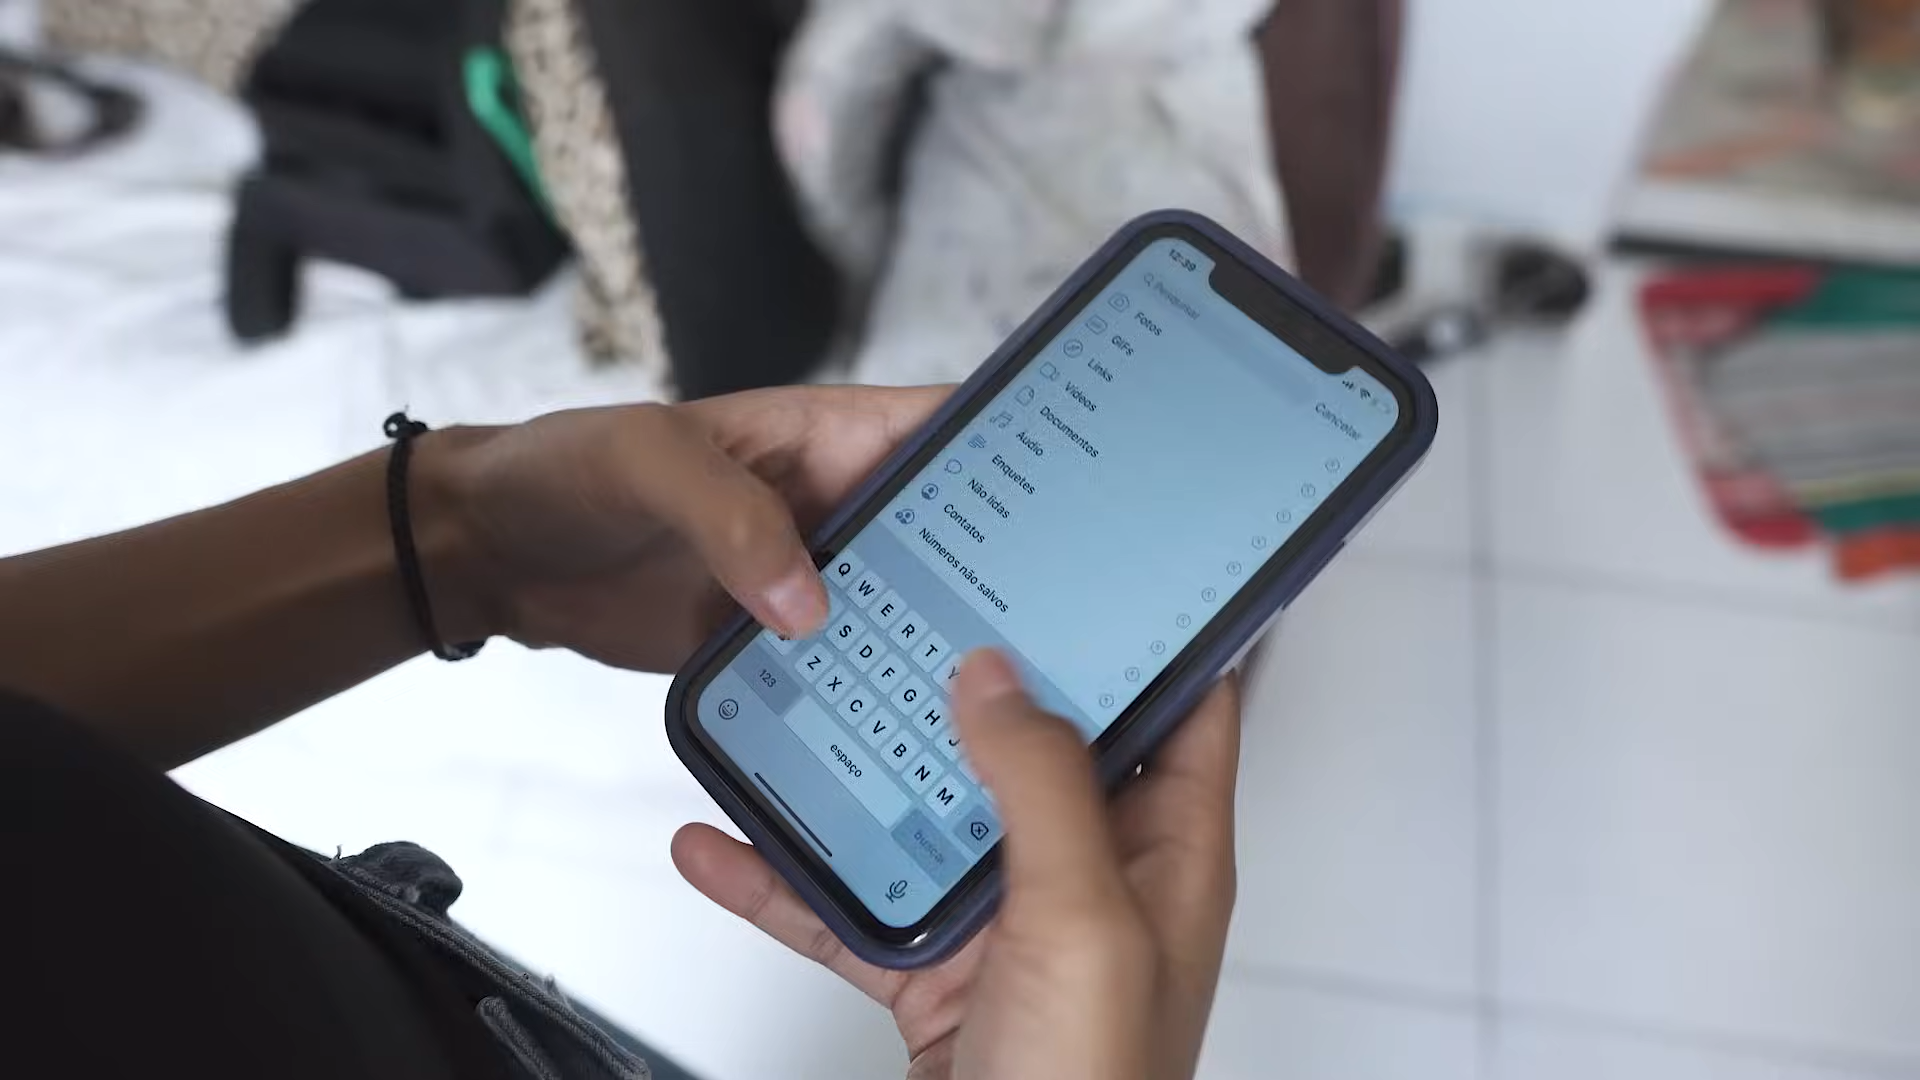 12:39
Pesquisar
Cancelar
Fotos
GIFs
Links
Vídeos
Documentos
Áudio
Enquetes
Não lidas
Contatos
Números não salvos
Q W E R T Y
S D F G H J
Z X C V B N M
123
espaço
buscar